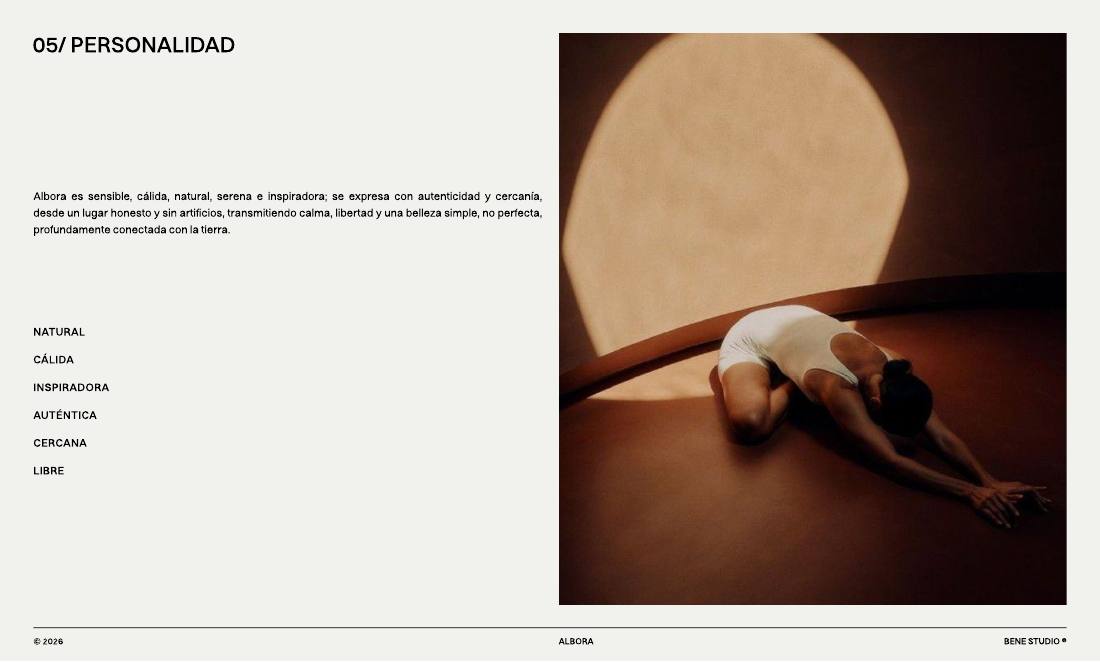 05/ PERSONALIDAD
Albora es sensible, cálida, natural, serena e inspiradora; se expresa con autenticidad y cercanía,
desde un lugar honesto y sin artificios, transmitiendo calma, libertad y una belleza simple, no perfecta,
profundamente conectada con la tierra.
NATURAL
CÁLIDA
INSPIRADORA
AUTÉNTICA
CERCANA
LIBRE
© 2026
ALBORA
BENE STUDIO ®